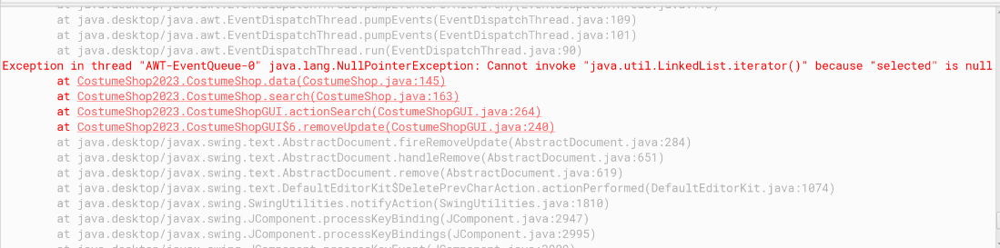 at java.desktop/java.awt.EventDispatchThread.pumpEvents(EventDispatchThread.java:109)
at java.desktop/java.awt.EventDispatchThread.pumpEvents(EventDispatchThread.java:101)
at java.desktop/java.awt.EventDispatchThread.run(EventDispatchThread.java:90)
Exception in thread "AWT-EventQueue-0" java.lang.NullPointerException: Cannot invoke "java.util.LinkedList.iterator()" because "selected" is null
at CostumeShop2023.CostumeShop.data(CostumeShop.java:145)
at CostumeShop2023.CostumeShop.search(CostumeShop.java:163)
at CostumeShop2023.CostumeShopGUI.actionSearch(CostumeShopGUI.java:264)
at CostumeShop2023.CostumeShopGUI$6.removeUpdate(CostumeShopGUI.java:240)
at java.desktop/javax.swing.text.AbstractDocument.fireRemoveUpdate(AbstractDocument.java:284)
at java.desktop/javax.swing.text.AbstractDocument.handleRemove(AbstractDocument.java:651)
at java.desktop/javax.swing.text.AbstractDocument.remove(AbstractDocument.java:619)
at java.desktop/javax.swing.text.DefaultEditorKit$DeletePrevCharAction.actionPerformed(DefaultEditorKit.java:1074)
at java.desktop/javax.swing.SwingUtilities.notifyAction(SwingUtilities.java:1810)
at java.desktop/javax.swing.JComponent.processKeyBinding(JComponent.java:2947)
at java.desktop/javax.swing.JComponent.processKeyBindings(JComponent.java:2995)